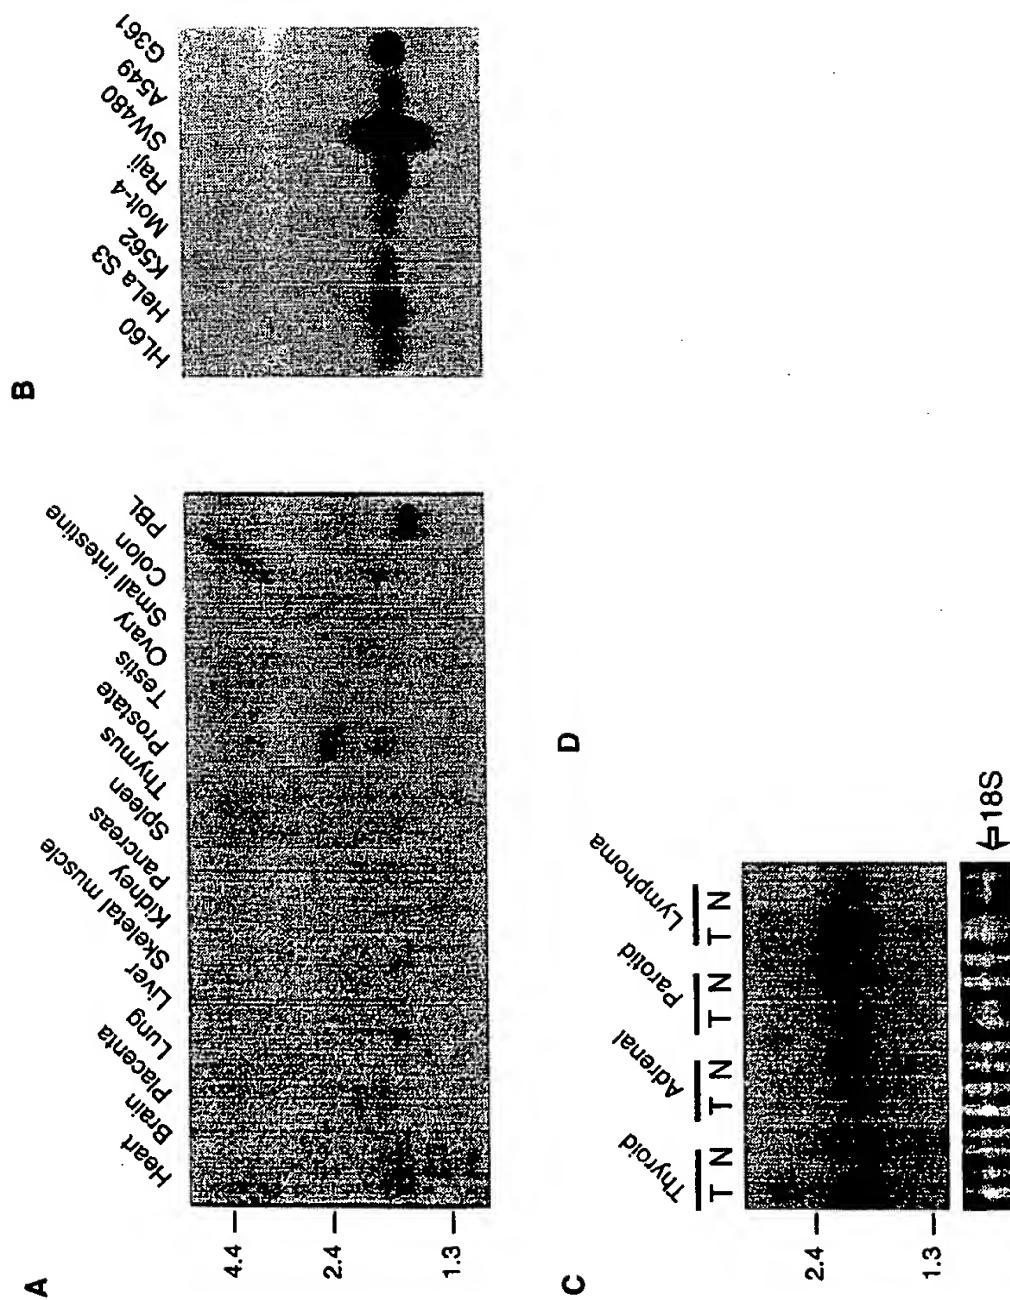 A
Heart
Brain
Placenta
Lung
Liver
Skeletal muscle
Kidney
Pancreas
Spleen
Thymus
Prostate
Testis
Ovary
Small intestine
Colon
PBL
4.4
2.4
1.3
B
HL60
HeLa S3
K562
Molt-4
Raji
SW480
A549
G361
C
Thyroid
Adrenal
Parotid
Lymphoma
T N T N T N T N
2.4
1.3
⇦18S
D